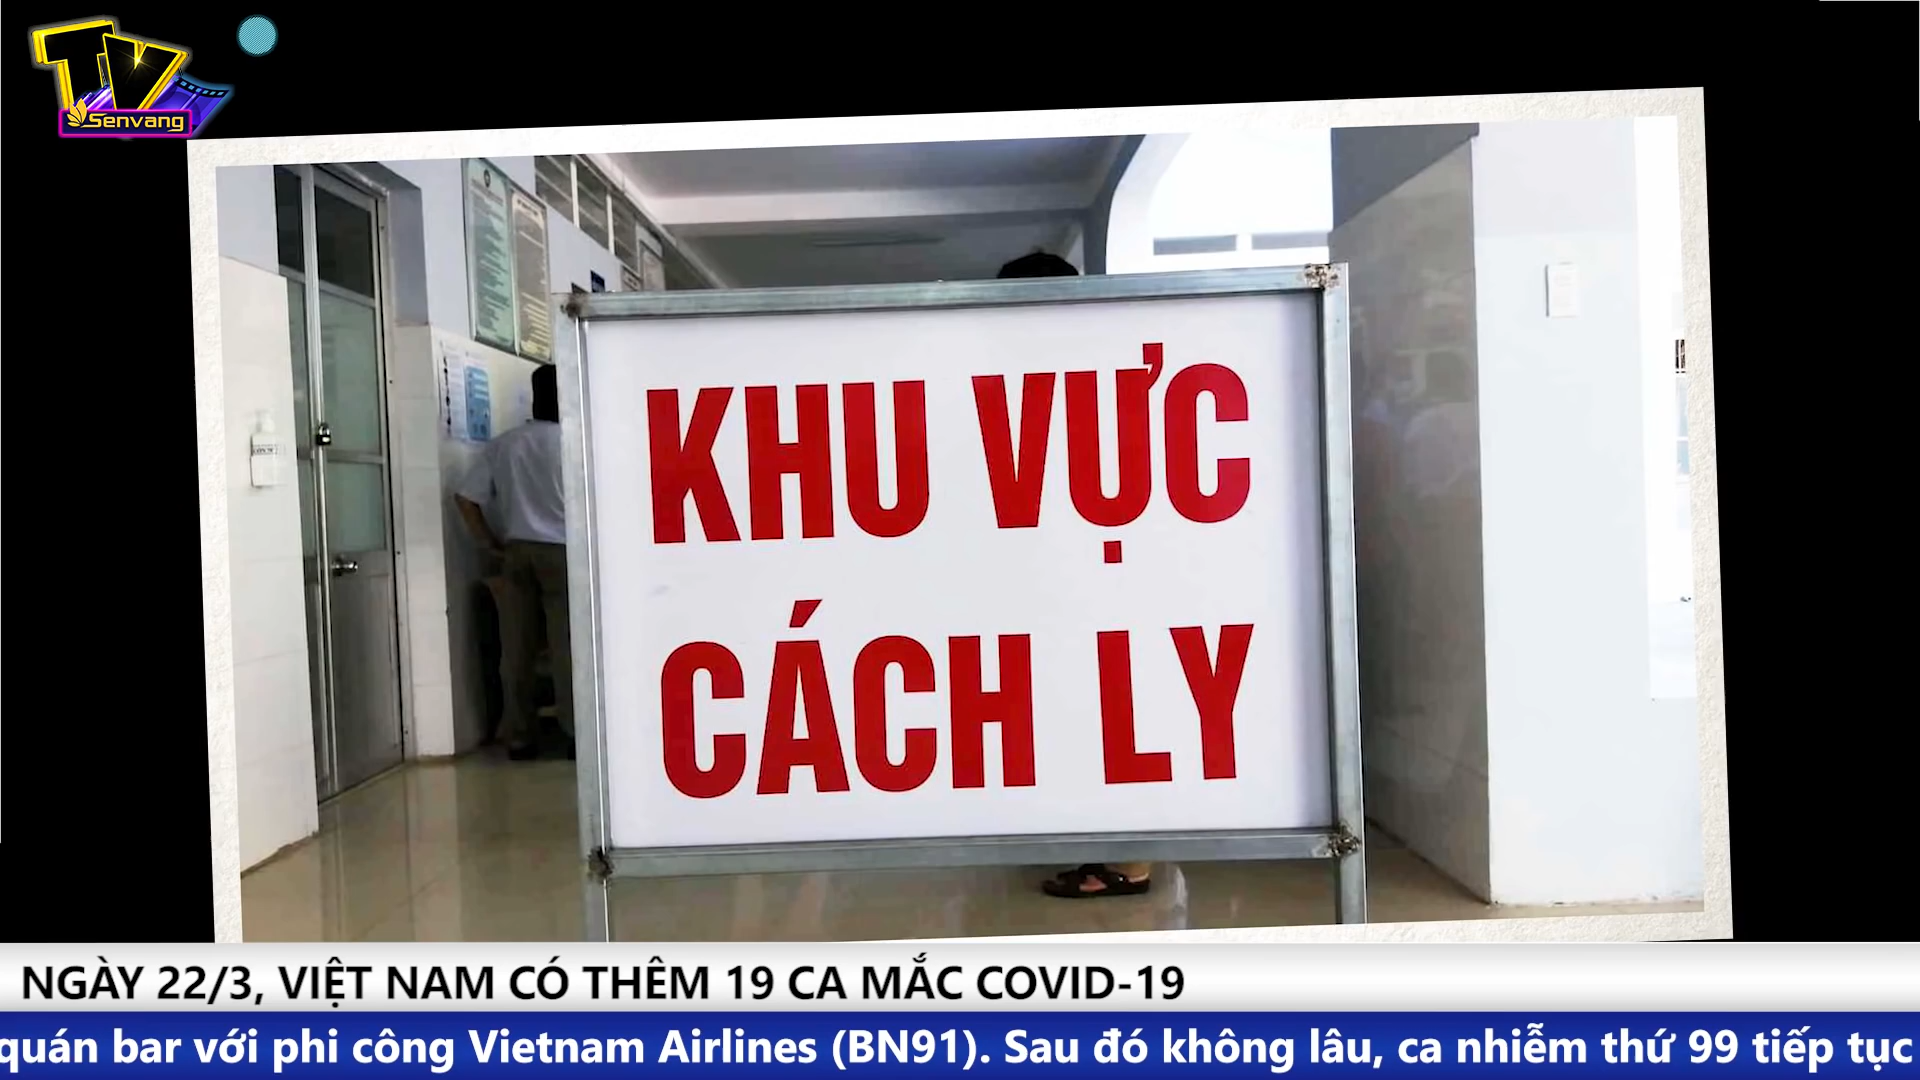 TV
Senvang
KHU VỰC
CÁCH LY
NGÀY 22/3, VIỆT NAM CÓ THÊM 19 CA MẮC COVID-19
quán bar với phi công Vietnam Airlines (BN91). Sau đó không lâu, ca nhiễm thứ 99 tiếp tục